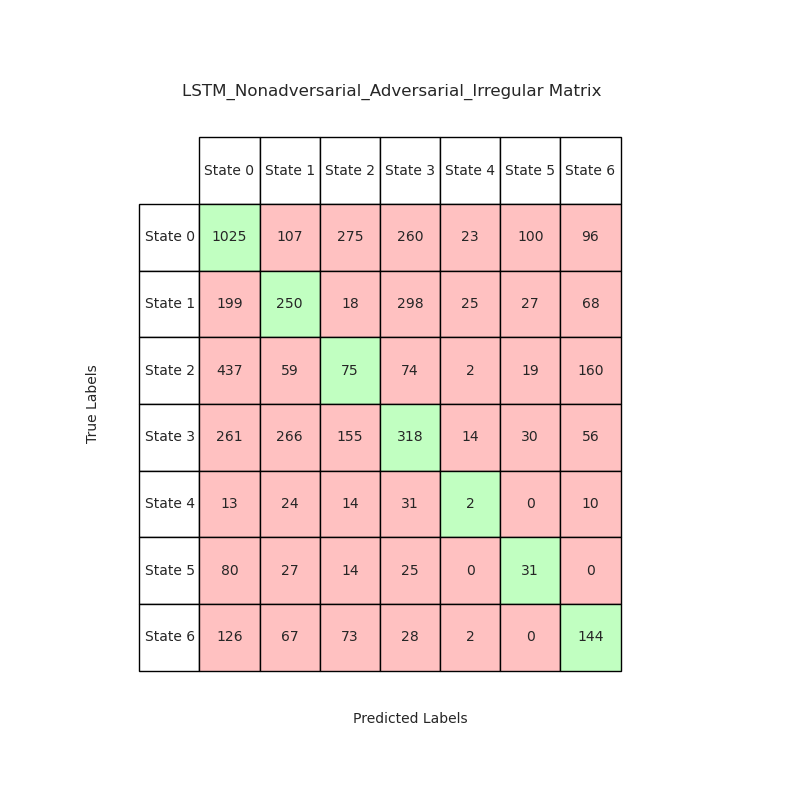 LSTM_Nonadversarial_Adversarial_Irregular Matrix
State 0 State 1 State 2 State 3 State 4 State 5 State 6
State 0 1025 107 275 260 23 100 96
State 1 199 250 18 298 25 27 68
State 2 437 59 75 74 2 19 160
State 3 261 266 155 318 14 30 56
State 4 13 24 14 31 2 0 10
State 5 80 27 14 25 0 31 0
State 6 126 67 73 28 2 0 144
True Labels
Predicted Labels